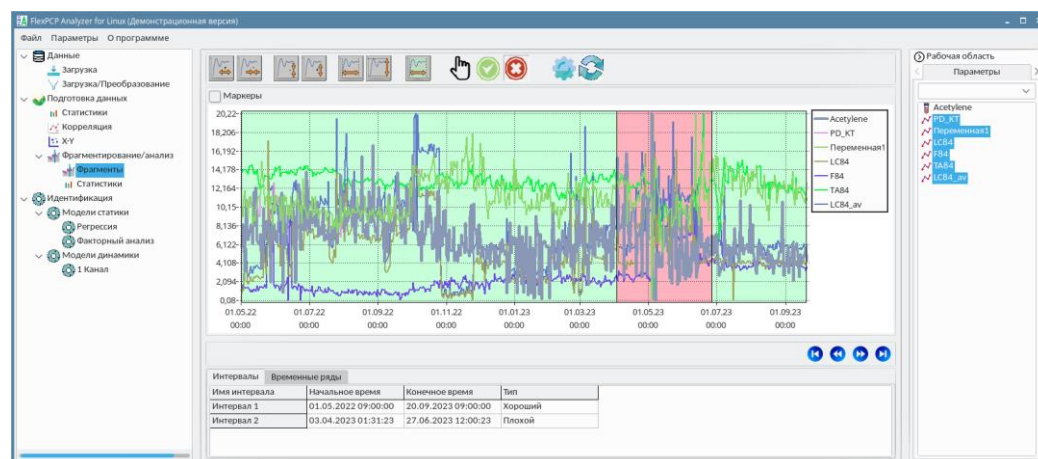 FlexPCP Analyzer for Linux (Демонстрационная версия)
Файл Параметры О программме
Данные
Загрузка
Загрузка/Преобразование
Подготовка данных
Статистики
Корреляция
X-Y
Фрагментирование/анализ
Фрагменты
Статистики
Идентификация
Модели статики
Регрессия
Факторный анализ
Модели динамики
1 Канал
Маркеры
20,22
18,206
16,192
14,178
12,164
10,15
8,136
6,122
4,108
2,094
0,08
01.05.22 01.07.22 01.09.22 01.11.22 01.01.23 01.03.23 01.05.23 01.07.23 01.09.23
00:00 00:00 00:00 00:00 00:00 00:00 00:00 00:00 00:00
Acetylene
PD_KT
Переменная1
LC84
F84
TA84
LC84_av
Интервалы Временные ряды
Имя интервала Начальное время Конечное время Тип
Интервал 1 01.05.2022 09:00:00 20.09.2023 09:00:00 Хороший
Интервал 2 03.04.2023 01:31:23 27.06.2023 12:00:23 Плохой
Рабочая область
Параметры
Acetylene
PD_KT
Переменная1
LC84
F84
TA84
LC84_av